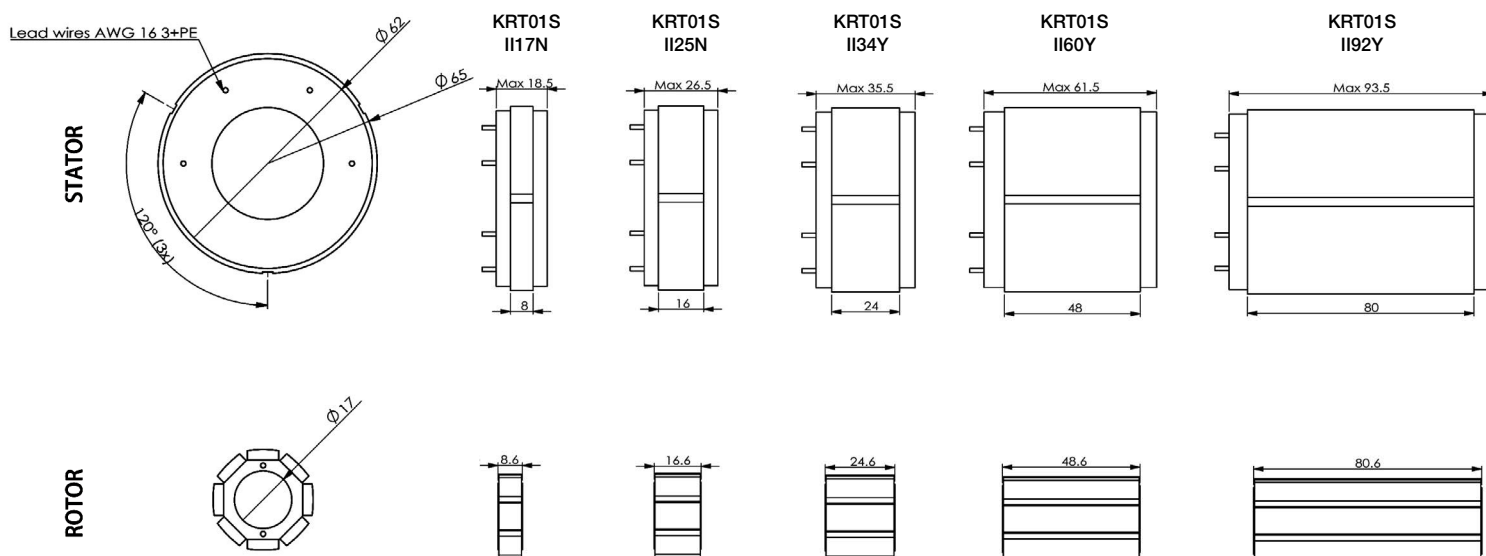 KRT01S
II17N
KRT01S
II25N
KRT01S
II34Y
KRT01S
II60Y
KRT01S
II92Y
STATOR
Lead wires AWG 16 3+PE
Φ62
Φ65
120° (3x)
Max 18.5
Max 26.5
Max 35.5
Max 61.5
Max 93.5
8
16
24
48
80
ROTOR
Φ17
8.6
16.6
24.6
48.6
80.6